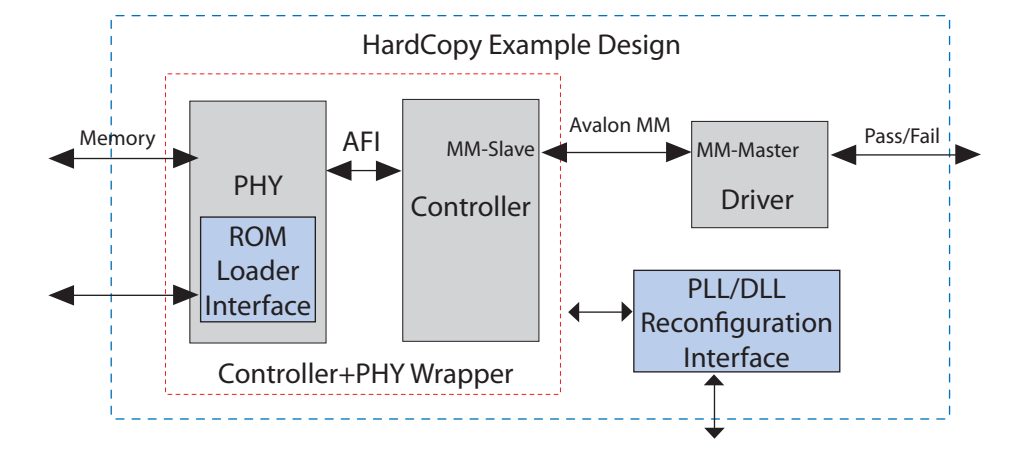 HardCopy Example Design
Memory
AFI
PHY
ROM
Loader
Interface
MM-Slave
Controller
Avalon MM
MM-Master
Driver
Pass/Fail
PLL/DLL
Reconfiguration
Interface
Controller+PHY Wrapper